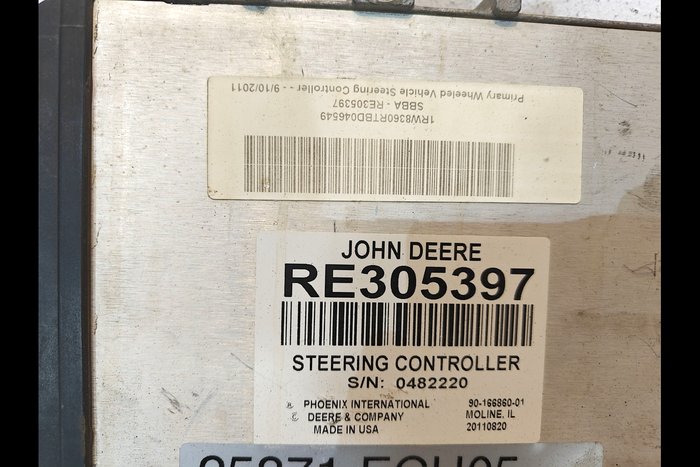 Primary Wheeled Vehicle Steering Controller - - 9/10/2011
SBBA - RE305397
1RW8360RTBD046549
JOHN DEERE
RE305397
STEERING CONTROLLER
S/N: 0482220
PHOENIX INTERNATIONAL 90-166860-01
DEERE & COMPANY MOLINE, IL
MADE IN USA 20110820